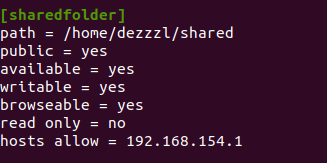 [sharedfolder]
path = /home/dezzzl/shared
public = yes
available = yes
writable = yes
browseable = yes
read only = no
hosts allow = 192.168.154.1